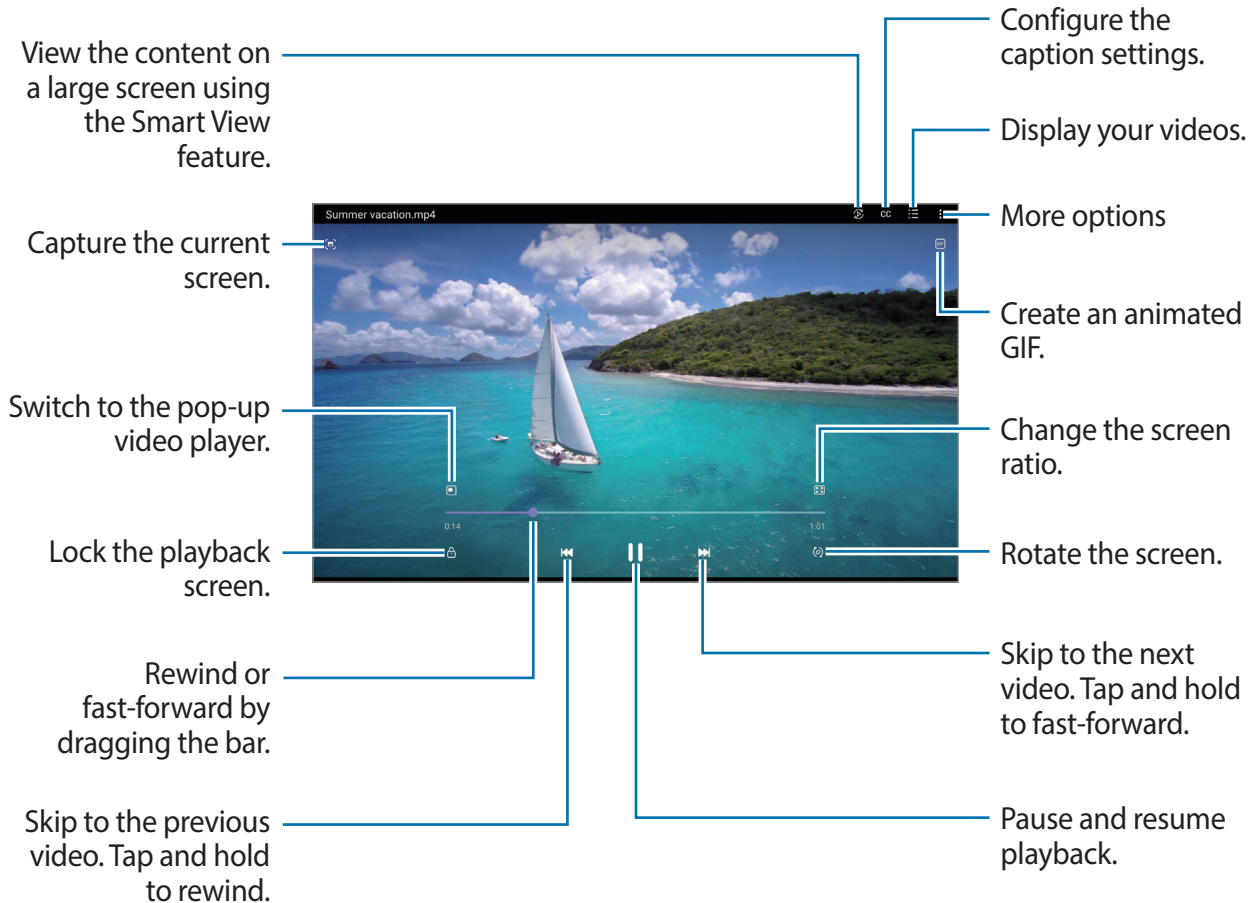 Configure the
caption settings.
View the content on
a large screen using
the Smart View
feature.
Display your videos.
More options
Summer vacation.mp4
CC
GIF
Capture the current
screen.
Create an animated
GIF.
Switch to the pop-up
video player.
Change the screen
ratio.
0:14
1:01
Lock the playback
screen.
Rotate the screen.
Rewind or
fast-forward by
dragging the bar.
Skip to the next
video. Tap and hold
to fast-forward.
Skip to the previous
video. Tap and hold
to rewind.
Pause and resume
playback.